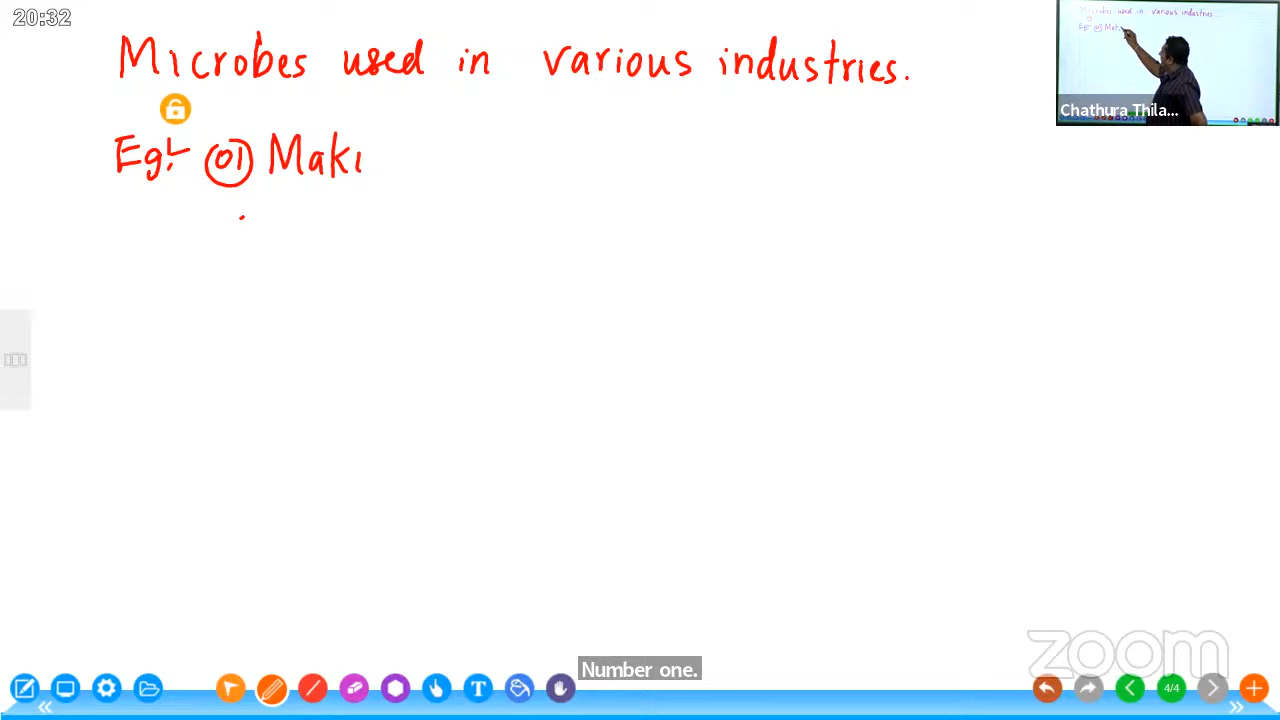 20:32
Microbes used in various industries.
Eg:- 01 Maki
Chathura Thila...
Number one.
zoom
4/4